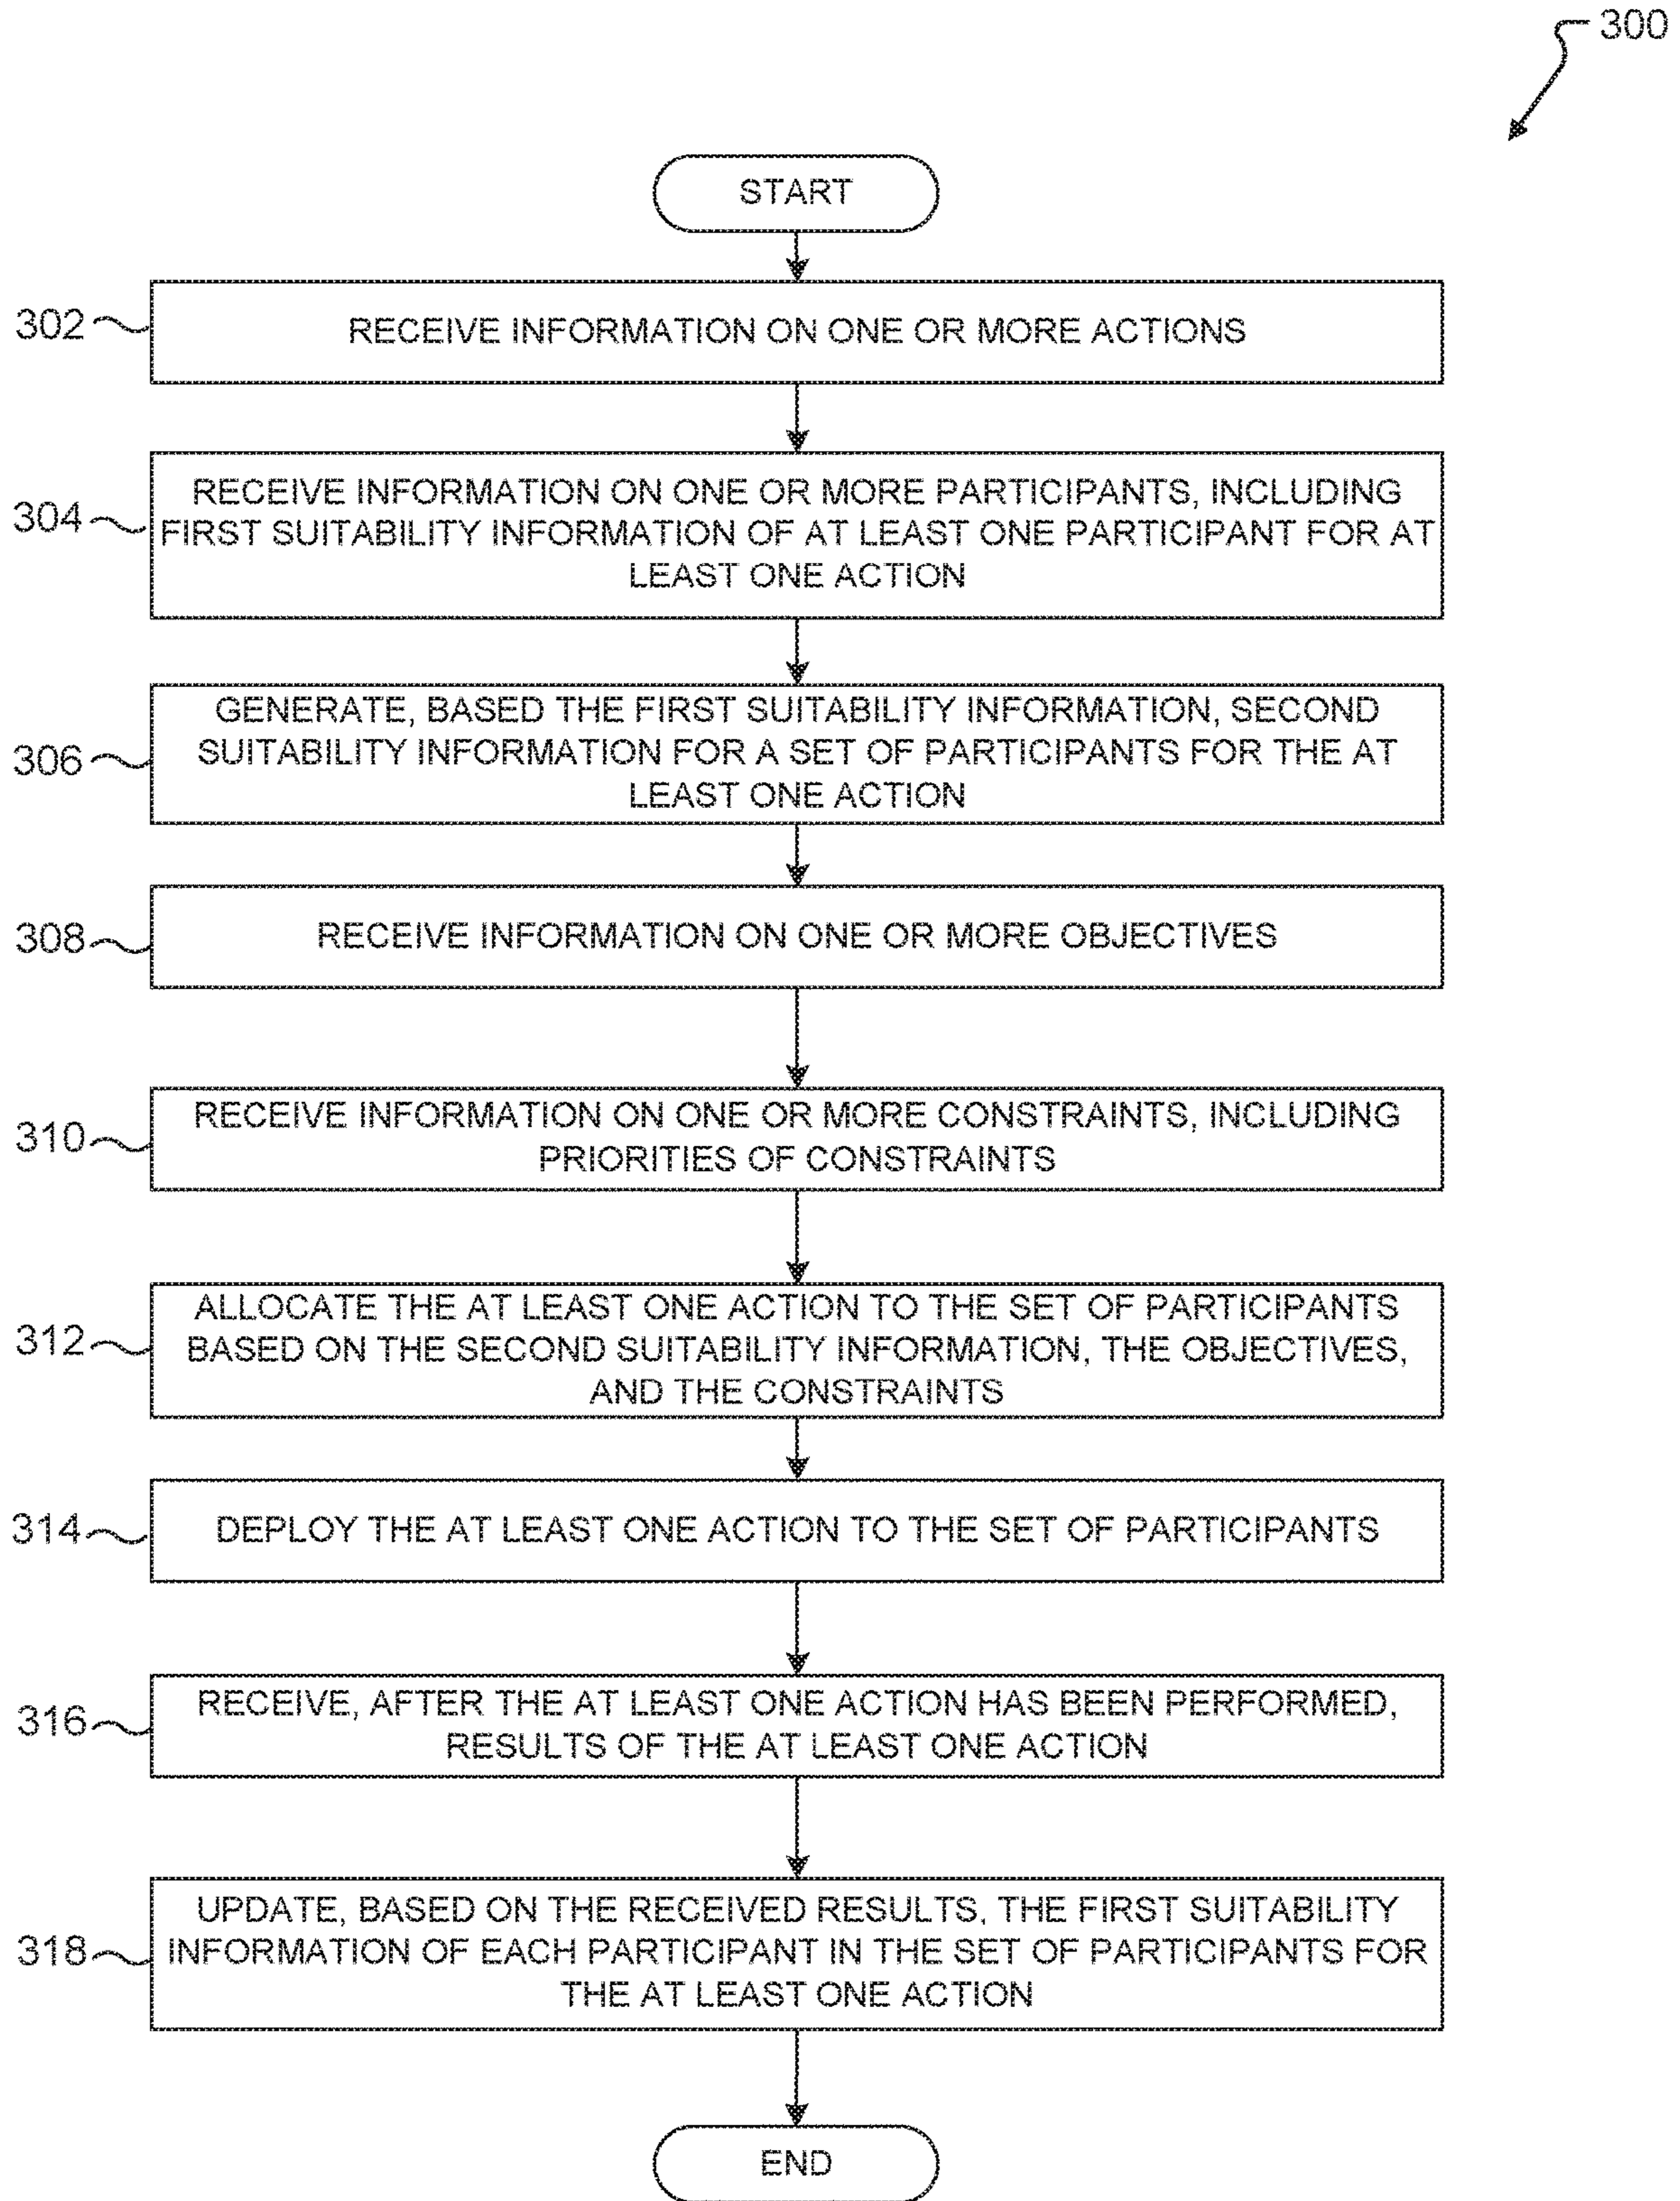 300
START
302
RECEIVE INFORMATION ON ONE OR MORE ACTIONS
304
RECEIVE INFORMATION ON ONE OR MORE PARTICIPANTS, INCLUDING
FIRST SUITABILITY INFORMATION OF AT LEAST ONE PARTICIPANT FOR AT
LEAST ONE ACTION
306
GENERATE, BASED THE FIRST SUITABILITY INFORMATION, SECOND
SUITABILITY INFORMATION FOR A SET OF PARTICIPANTS FOR THE AT
LEAST ONE ACTION
308
RECEIVE INFORMATION ON ONE OR MORE OBJECTIVES
310
RECEIVE INFORMATION ON ONE OR MORE CONSTRAINTS, INCLUDING
PRIORITIES OF CONSTRAINTS
312
ALLOCATE THE AT LEAST ONE ACTION TO THE SET OF PARTICIPANTS
BASED ON THE SECOND SUITABILITY INFORMATION, THE OBJECTIVES,
AND THE CONSTRAINTS
314
DEPLOY THE AT LEAST ONE ACTION TO THE SET OF PARTICIPANTS
316
RECEIVE, AFTER THE AT LEAST ONE ACTION HAS BEEN PERFORMED,
RESULTS OF THE AT LEAST ONE ACTION
318
UPDATE, BASED ON THE RECEIVED RESULTS, THE FIRST SUITABILITY
INFORMATION OF EACH PARTICIPANT IN THE SET OF PARTICIPANTS FOR
THE AT LEAST ONE ACTION
END